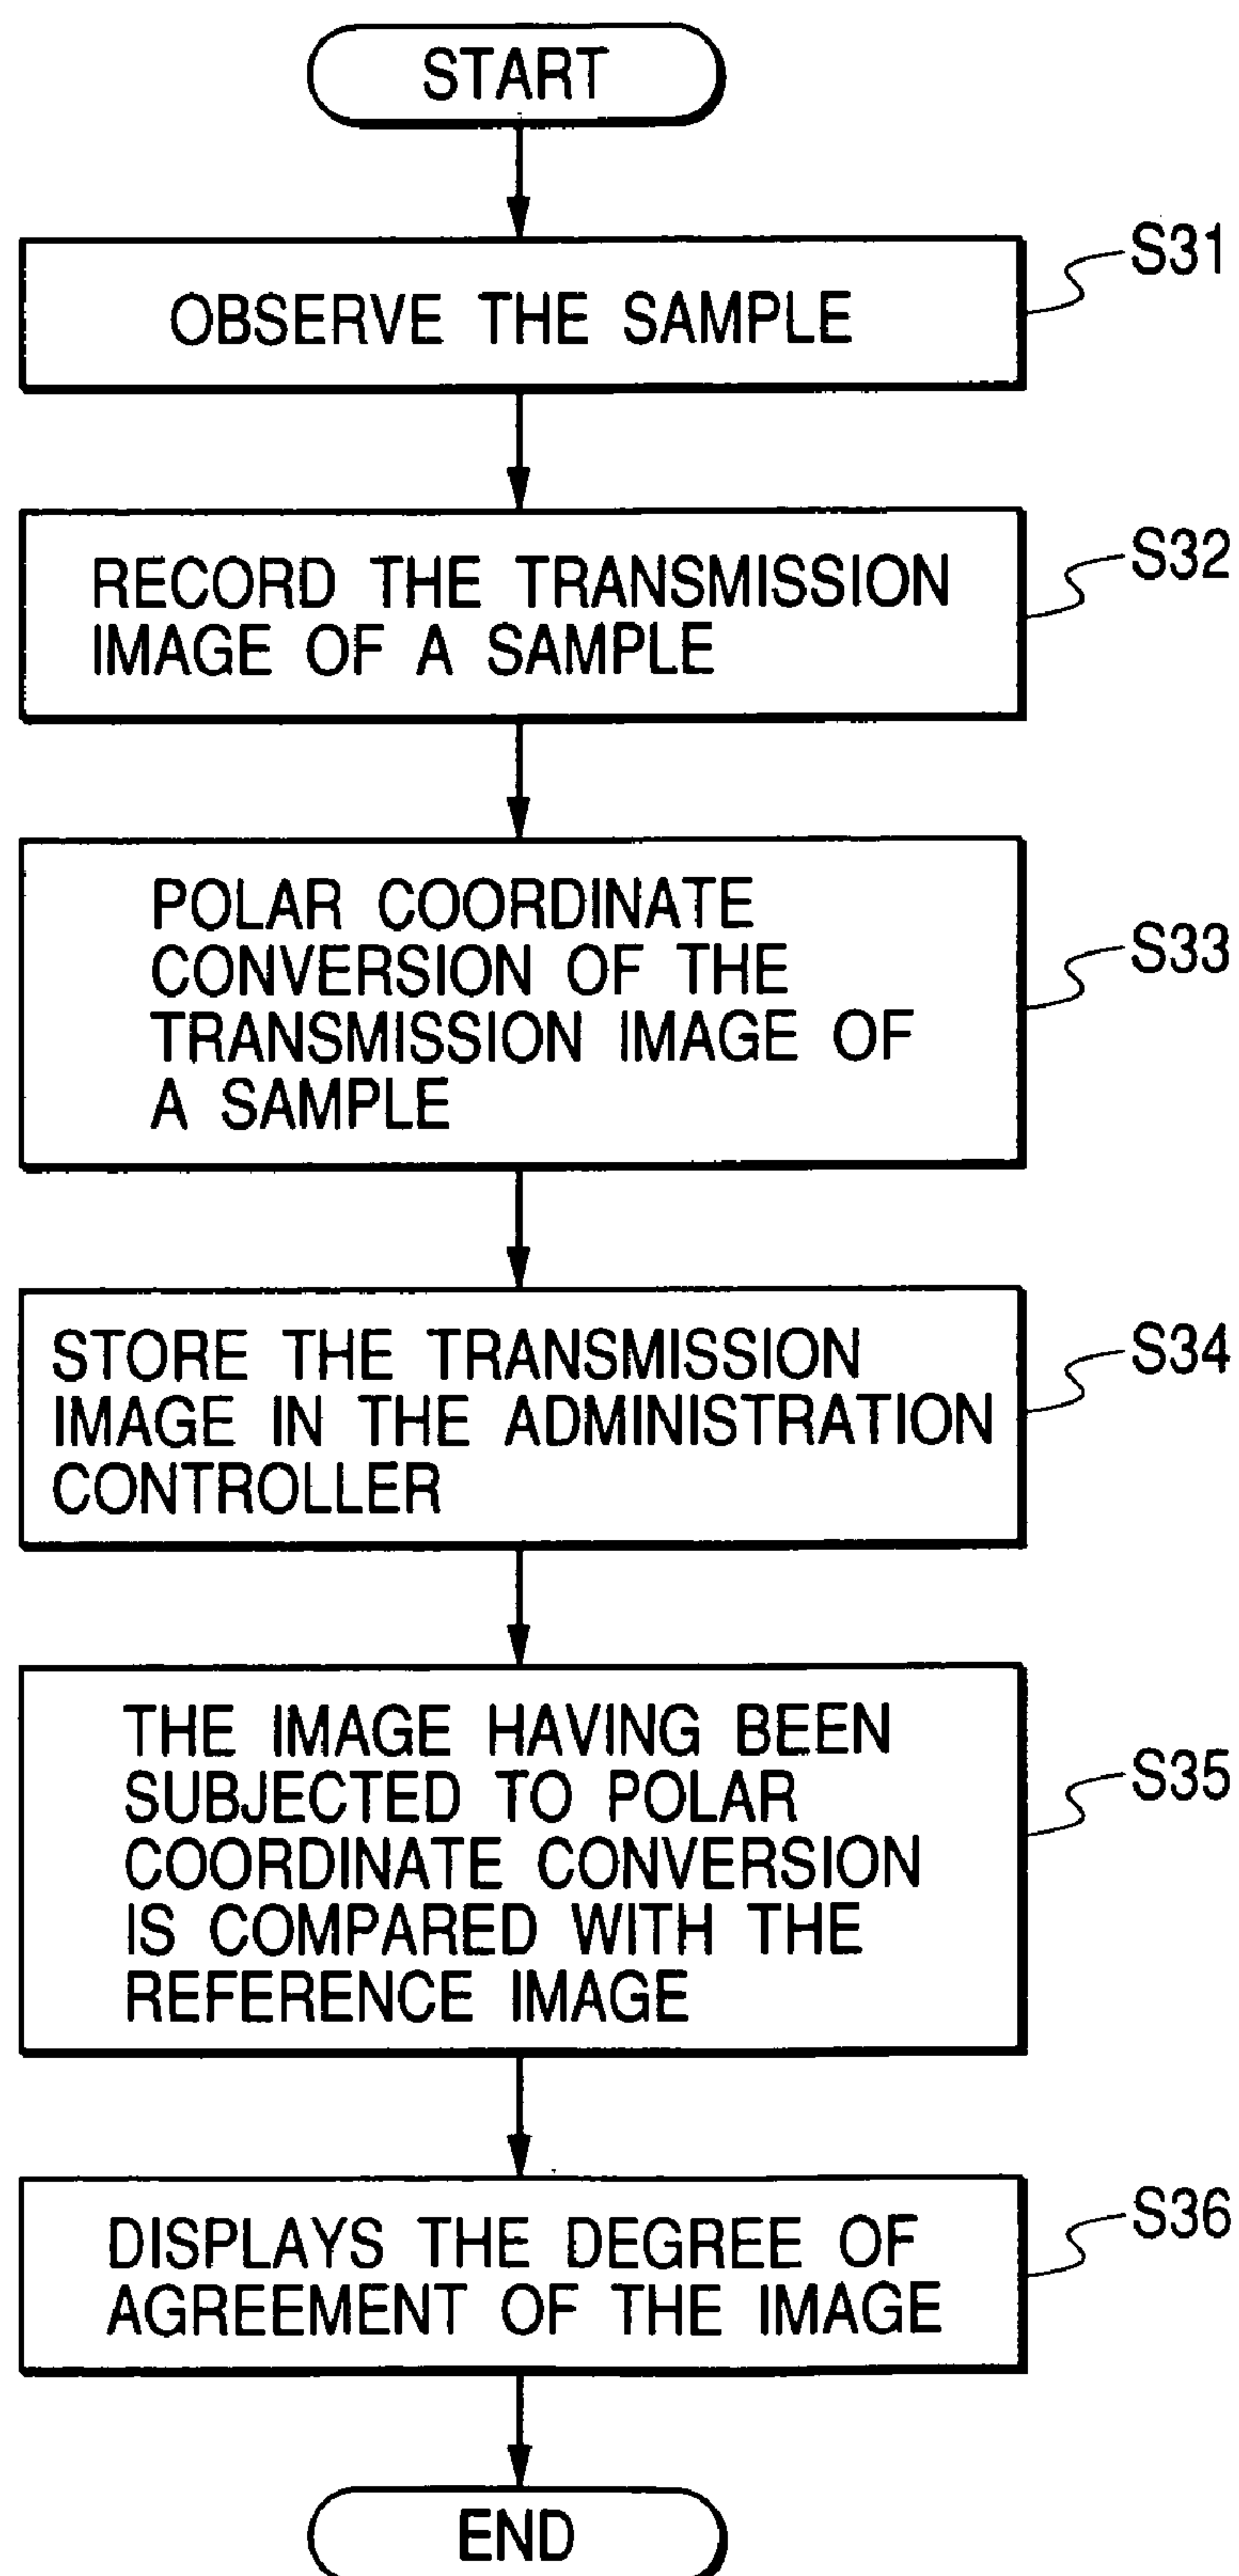 START
S31
OBSERVE THE SAMPLE
S32
RECORD THE TRANSMISSION
IMAGE OF A SAMPLE
POLAR COORDINATE
S33
CONVERSION OF THE
TRANSMISSION IMAGE OF
A SAMPLE
S34
STORE THE TRANSMISSION
IMAGE IN THE ADMINISTRATION
CONTROLLER
THE IMAGE HAVING BEEN
S35
SUBJECTED TO POLAR
COORDINATE CONVERSION
IS COMPARED WITH THE
REFERENCE IMAGE
S36
DISPLAYS THE DEGREE OF
AGREEMENT OF THE IMAGE
END